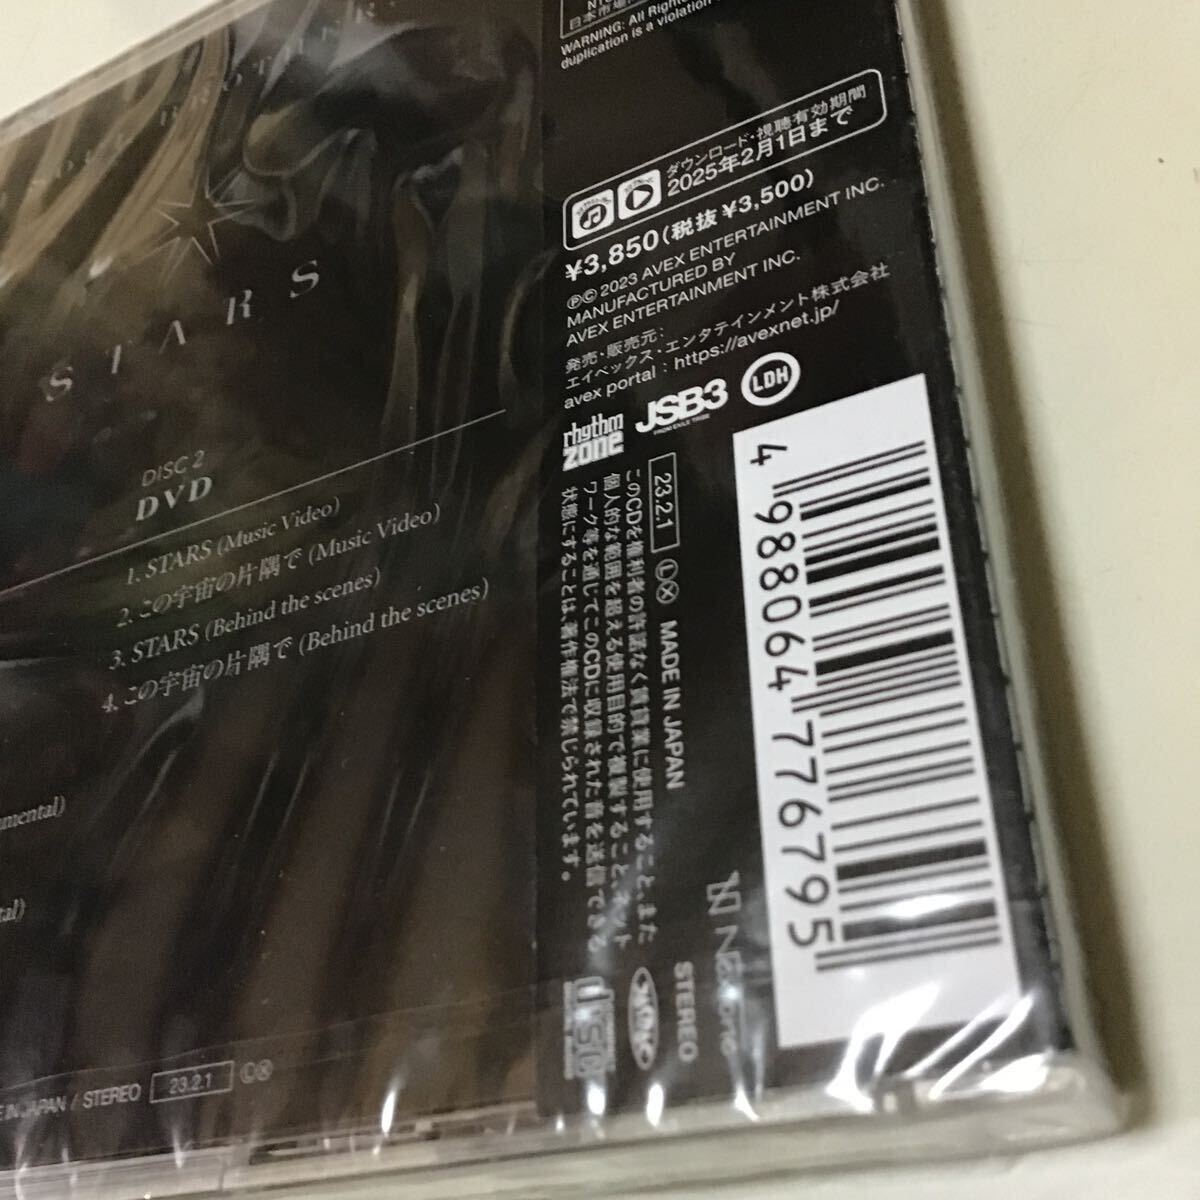 STARS
DISC 2
DVD
1. STARS (Music Video)
2. この宇宙の片隅で (Music Video)
3. STARS (Behind the scenes)
4. この宇宙の片隅で (Behind the scenes)
IN JAPAN / STEREO
23.2.1
WARNING: All Right
duplication is a violation
ダウンロード・視聴有効期間
2025年2月1日まで
¥3,850(税抜¥3,500)
℗© 2023 AVEX ENTERTAINMENT INC.
MANUFACTURED BY
AVEX ENTERTAINMENT INC.
発売・販売元:
エイベックス・エンタテインメント株式会社
avex portal : https://avexnet.jp/
rhythm
zone
JSB3
FROM EXILE TRIBE
LDH
23.2.1
MADE IN JAPAN
このCDを権利者の許諾なく賃貸業に使用すること、また
個人的な範囲を超える使用目的で複製すること、ネット
ワーク等を通じてこのCDに収録された音を送信できる
状態にすることは、著作権法で禁じられています。
STEREO
4 988064 776795